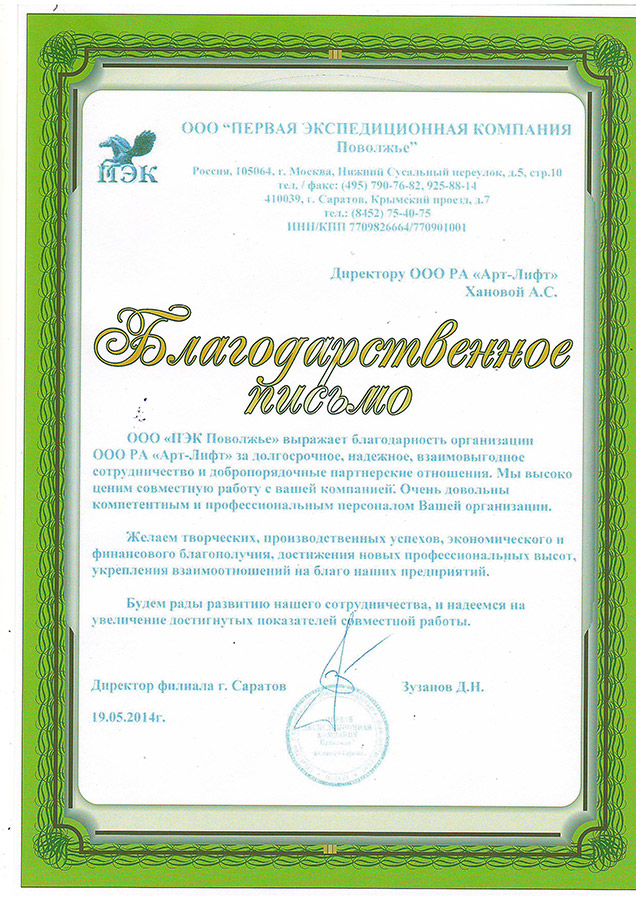 ООО “ПЕРВАЯ ЭКСПЕДИЦИОННАЯ КОМПАНИЯ
Поволжье”
ПЭК
Россия, 105064, г. Москва, Нижний Сусальный переулок, д.5, стр.10
тел. / факс: (495) 790-76-82, 925-88-14
410039, г. Саратов, Крымский проезд, д.7
тел.: (8452) 75-40-75
ИНН/КПП 7709826664/770901001
Директору ООО РА «Арт-Лифт»
Хановой А.С.
Благодарственное
письмо
ООО «ПЭК Поволжье» выражает благодарность организации
ООО РА «Арт-Лифт» за долгосрочное, надежное, взаимовыгодное
сотрудничество и добропорядочные партнерские отношения. Мы высоко
ценим совместную работу с вашей компанией. Очень довольны
компетентным и профессиональным персоналом Вашей организации.
Желаем творческих, производственных успехов, экономического и
финансового благополучия, достижения новых профессиональных высот,
укрепления взаимоотношений на благо наших предприятий.
Будем рады развитию нашего сотрудничества, и надеемся на
увеличение достигнутых показателей совместной работы.
Директор филиала г. Саратов Зузанов Д.Н.
19.05.2014г.
ЭКСПЕДИЦИОННАЯ
КОМПАНИЯ